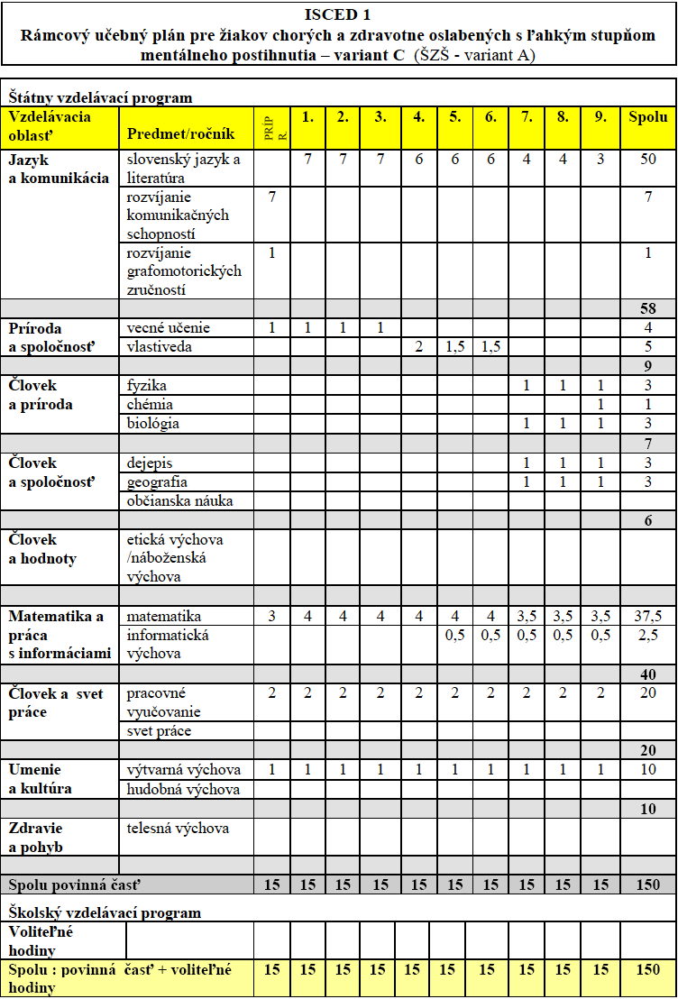 ISCED 1
Rámcový učebný plán pre žiakov chorých a zdravotne oslabených s ľahkým stupňom
mentálneho postihnutia – variant C (ŠZŠ - variant A)
Štátny vzdelávací program
Vzdelávacia oblasť Predmet/ročník PRÍP R. 1. 2. 3. 4. 5. 6. 7. 8. 9. Spolu
Jazyk a komunikácia slovenský jazyk a literatúra 7 7 7 6 6 6 4 4 3 50
rozvíjanie komunikačných schopností 7 7
rozvíjanie grafomotorických zručností 1 1
58
Príroda a spoločnosť vecné učenie 1 1 1 1 4
vlastiveda 2 1,5 1,5 5
9
Človek a príroda fyzika 1 1 1 3
chémia 1 1
biológia 1 1 1 3
7
Človek a spoločnosť dejepis 1 1 1 3
geografia 1 1 1 3
občianska náuka
6
Človek a hodnoty etická výchova /náboženská výchova
Matematika a práca s informáciami matematika 3 4 4 4 4 4 4 3,5 3,5 3,5 37,5
informatická výchova 0,5 0,5 0,5 0,5 0,5 2,5
40
Človek a svet práce pracovné vyučovanie 2 2 2 2 2 2 2 2 2 2 20
svet práce
20
Umenie a kultúra výtvarná výchova 1 1 1 1 1 1 1 1 1 1 10
hudobná výchova
10
Zdravie a pohyb telesná výchova
Spolu povinná časť 15 15 15 15 15 15 15 15 15 15 150
Školský vzdelávací program
Voliteľné hodiny
Spolu : povinná časť + voliteľné hodiny 15 15 15 15 15 15 15 15 15 15 150